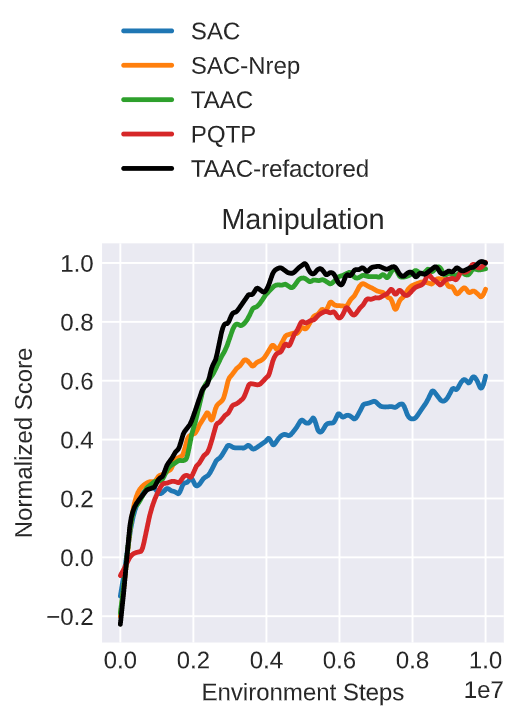 SAC
SAC-Nrep
TAAC
PQTP
TAAC-refactored
Manipulation
Normalized Score
1.0
0.8
0.6
0.4
0.2
0.0
−0.2
0.0 0.2 0.4 0.6 0.8 1.0
1e7
Environment Steps